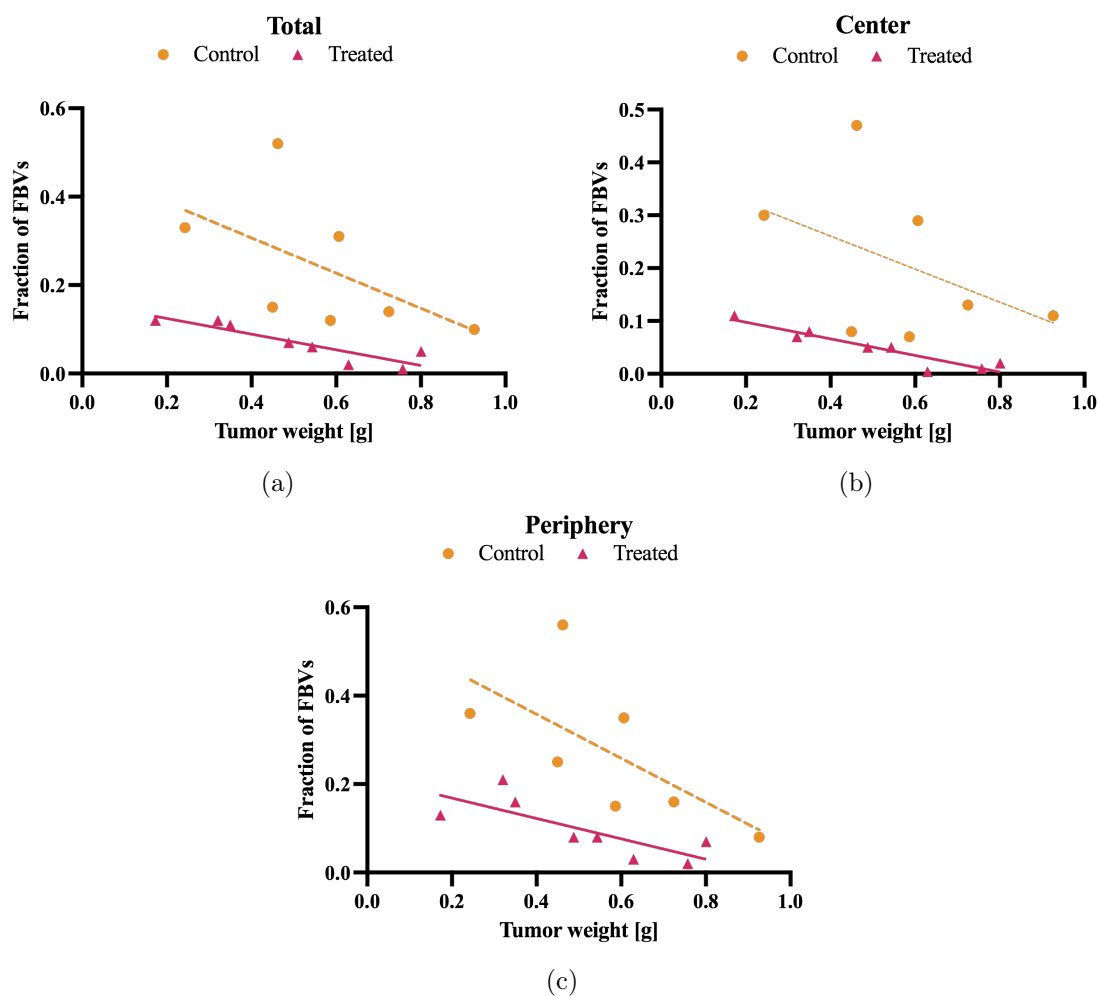 Total
Control Treated
Fraction of FBVs
0.6
0.4
0.2
0.0
0.0 0.2 0.4 0.6 0.8 1.0
Tumor weight [g]
(a)
Center
Control Treated
Fraction of FBVs
0.5
0.4
0.3
0.2
0.1
0.0
0.0 0.2 0.4 0.6 0.8 1.0
Tumor weight [g]
(b)
Periphery
Control Treated
Fraction of FBVs
0.6
0.4
0.2
0.0
0.0 0.2 0.4 0.6 0.8 1.0
Tumor weight [g]
(c)